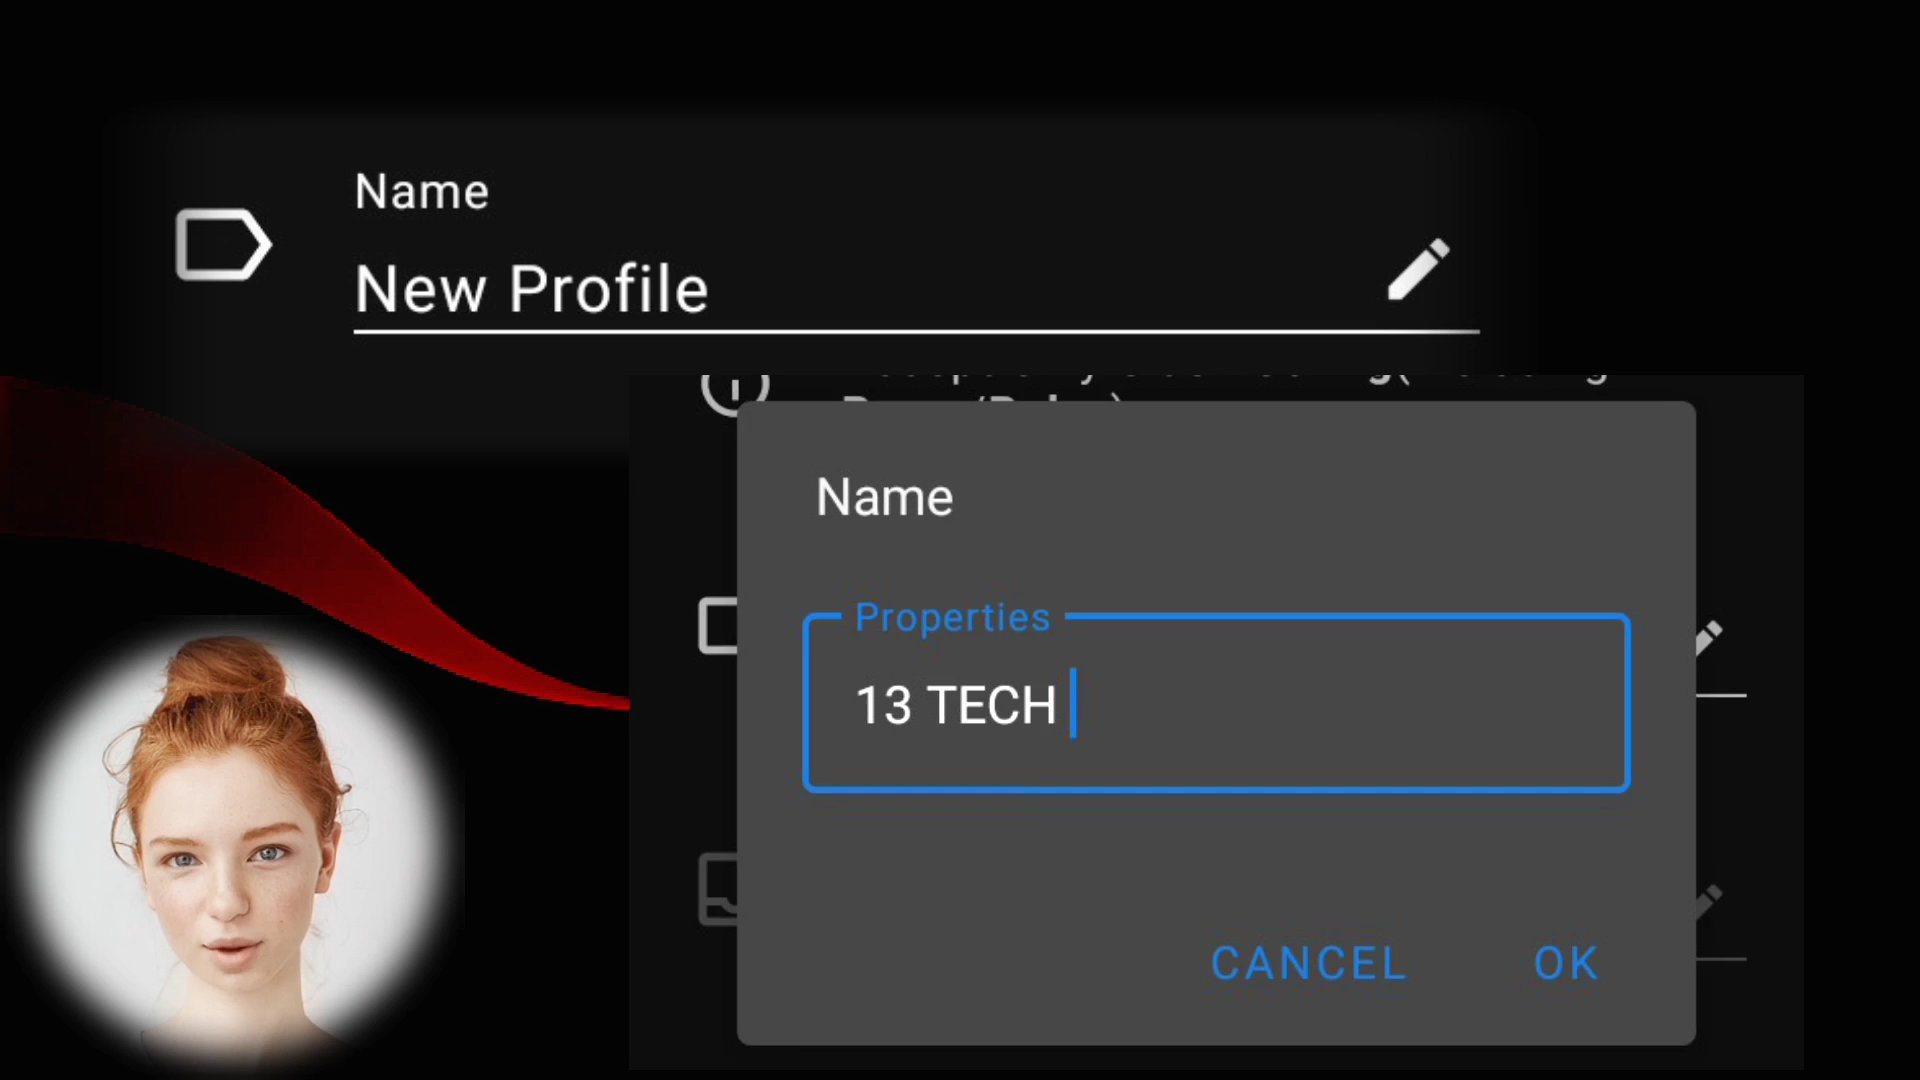 Name
New Profile
Name
Properties
13 TECH
CANCEL
OK